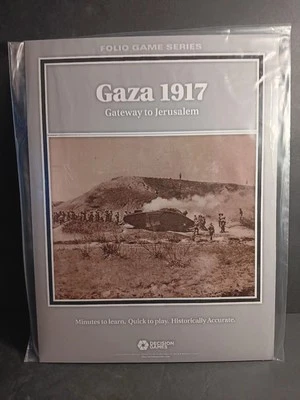 FOLIO GAME SERIES
Gaza 1917
Gateway to Jerusalem
Minutes to learn. Quick to play. Historically Accurate.
DECISION
GAMES